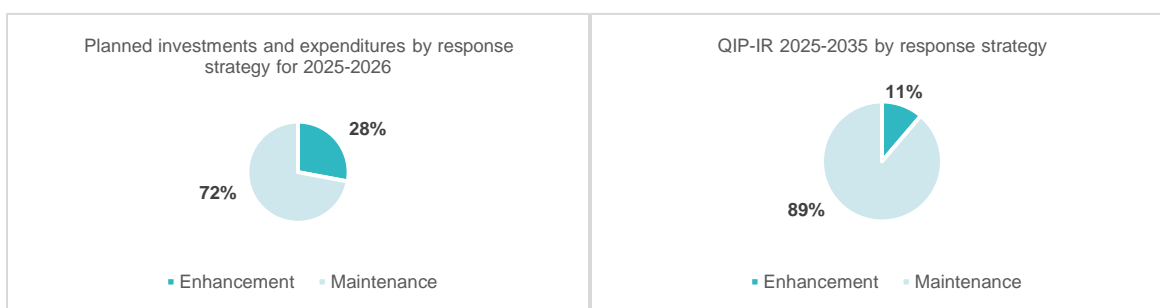 Planned investments and expenditures by response
strategy for 2025-2026
28%
72%
Enhancement Maintenance
QIP-IR 2025-2035 by response strategy
11%
89%
Enhancement Maintenance